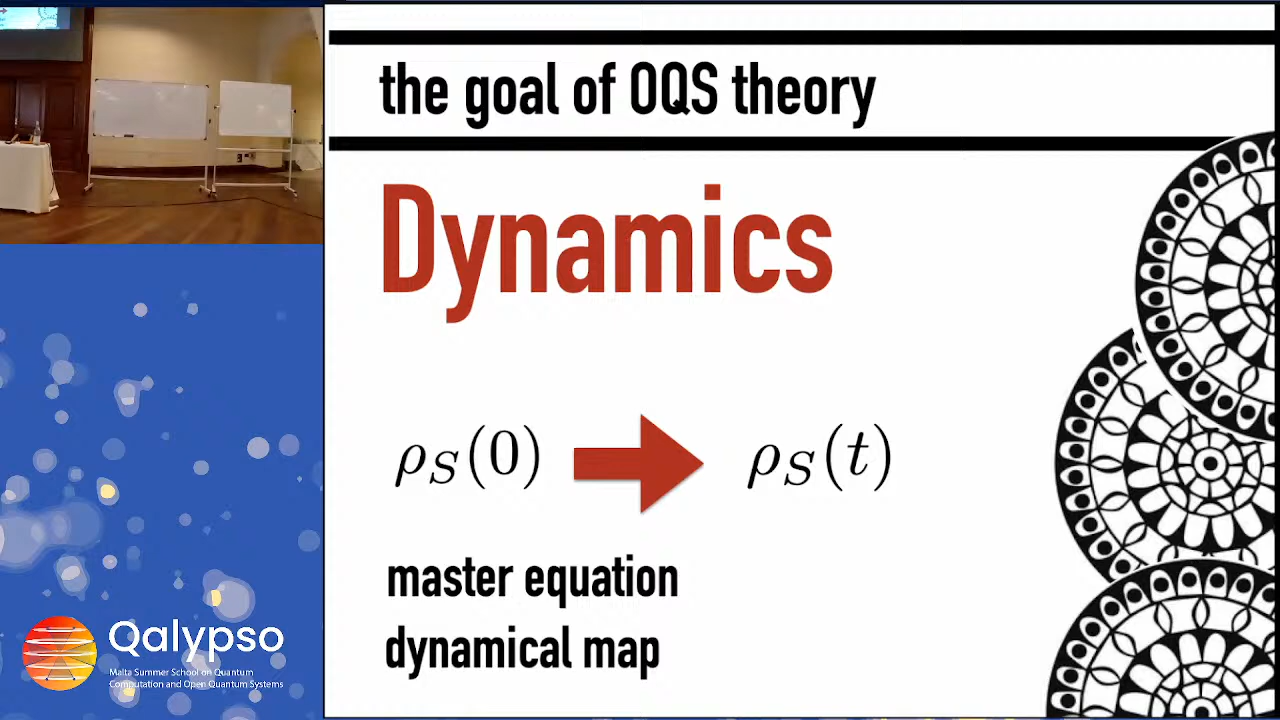 the goal of OQS theory
Dynamics
ρ_S(0) ρ_S(t)
master equation
dynamical map
Qalypso
Malta Summer School on Quantum
Computation and Open Quantum Systems